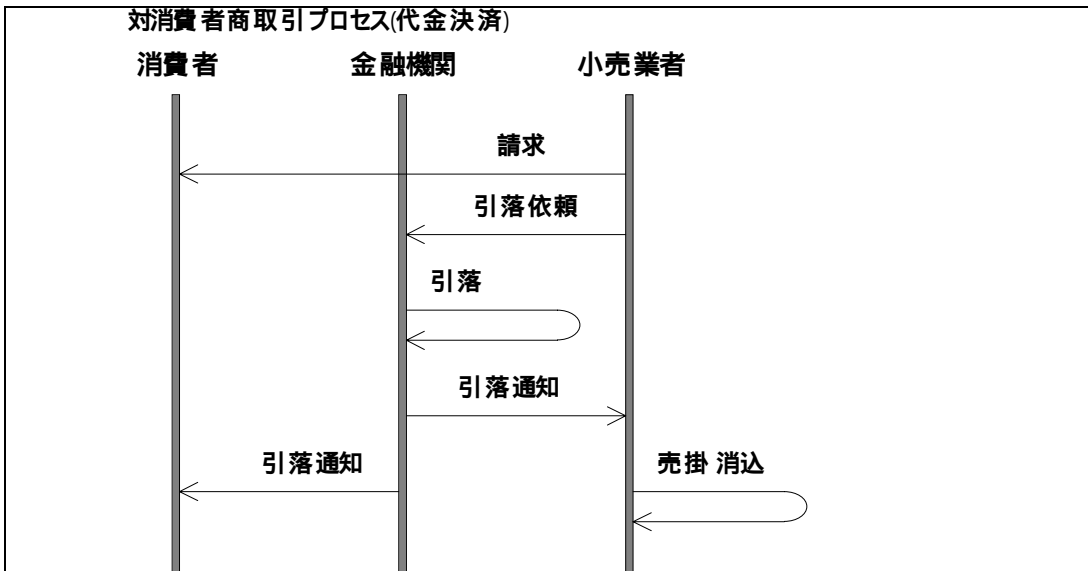 対消費者商取引プロセス(代金決済)
消費者 金融機関 小売業者
請求
引落依頼
引落
引落通知
引落通知 売掛消込